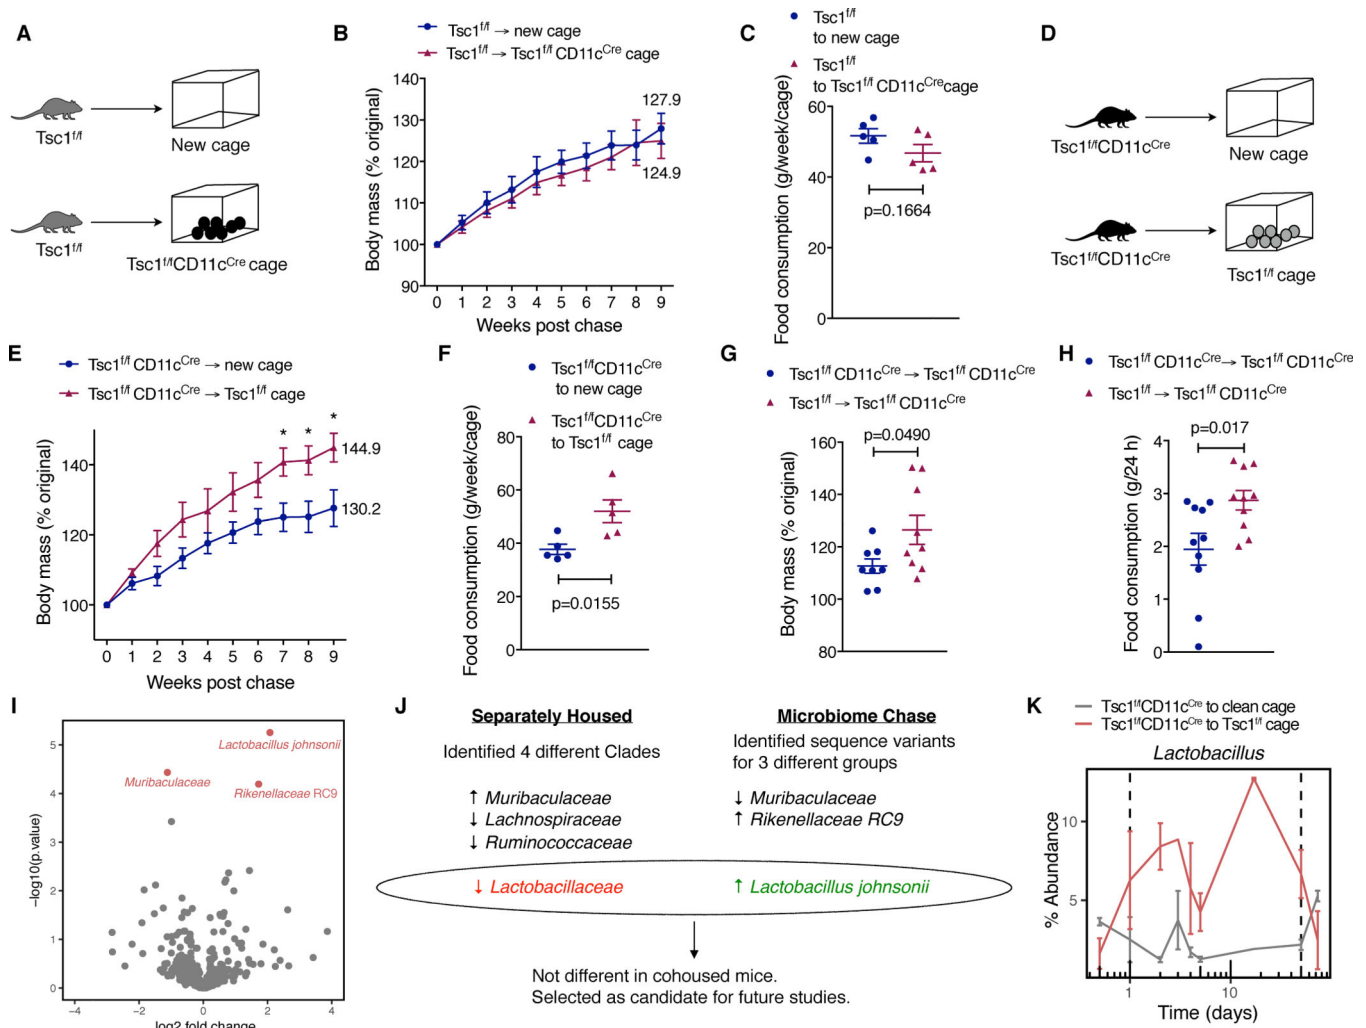 A
Tsc1f/f
New cage
Tsc1f/f
Tsc1f/fCD11cCre cage
B
Tsc1f/f → new cage
Tsc1f/f → Tsc1f/f CD11cCre cage
Body mass (% original)
140
130
120
110
100
90
127.9
124.9
0 1 2 3 4 5 6 7 8 9
Weeks post chase
C
Tsc1f/f
to new cage
Tsc1f/f
to Tsc1f/f CD11cCre cage
Food consumption (g/week/cage)
60
40
20
0
p=0.1664
D
Tsc1f/fCD11cCre
New cage
Tsc1f/fCD11cCre
Tsc1f/f cage
E
Tsc1f/f CD11cCre → new cage
Tsc1f/f CD11cCre → Tsc1f/f cage
Body mass (% original)
140
120
100
* * *
144.9
130.2
0 1 2 3 4 5 6 7 8 9
Weeks post chase
F
Tsc1f/fCD11cCre
to new cage
Tsc1f/fCD11cCre
to Tsc1f/f cage
Food consumption (g/week/cage)
80
60
40
20
0
p=0.0155
G
Tsc1f/f CD11cCre → Tsc1f/f CD11cCre
Tsc1f/f → Tsc1f/f CD11cCre
Body mass (% original)
160
140
120
100
80
p=0.0490
H
Tsc1f/f CD11cCre → Tsc1f/f CD11cCre
Tsc1f/f → Tsc1f/f CD11cCre
Food consumption (g/24 h)
4
3
2
1
0
p=0.017
I
−log10(p.value)
5
4
3
2
1
0
Lactobacillus johnsonii
Muribaculaceae
Rikenellaceae RC9
−4 −2 0 2 4
log2 fold change
J
Separately Housed
Identified 4 different Clades
↑ Muribaculaceae
↓ Lachnospiraceae
↓ Ruminococcaceae
↓ Lactobacillaceae
Microbiome Chase
Identified sequence variants
for 3 different groups
↓ Muribaculaceae
↑ Rikenellaceae RC9
↑ Lactobacillus johnsonii
Not different in cohoused mice.
Selected as candidate for future studies.
K
Tsc1f/fCD11cCre to clean cage
Tsc1f/fCD11cCre to Tsc1f/f cage
Lactobacillus
% Abundance
10
5
1 10
Time (days)